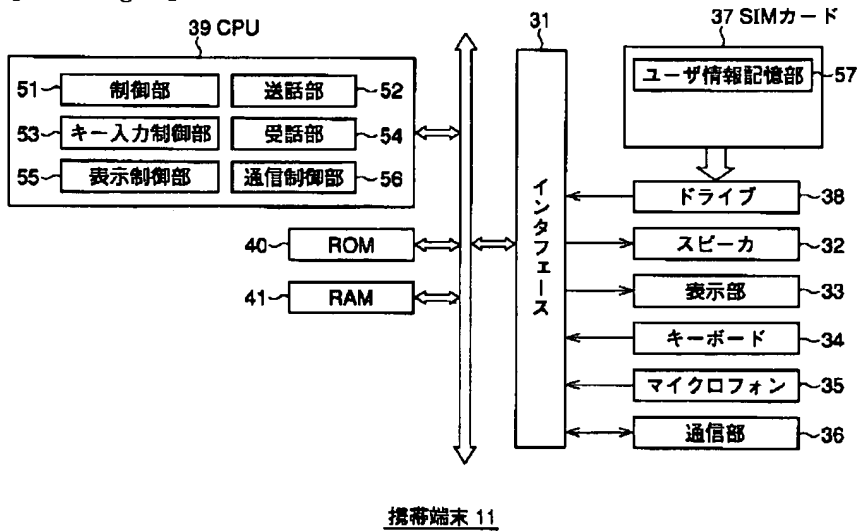 39 CPU
51 制御部 送話部 52
53 キー入力制御部 受話部 54
55 表示制御部 通信制御部 56
40 ROM
41 RAM
31
インタフェース
37 SIMカード
ユーザ情報記憶部 57
ドライブ 38
スピーカ 32
表示部 33
キーボード 34
マイクロフォン 35
通信部 36
携帯端末 11